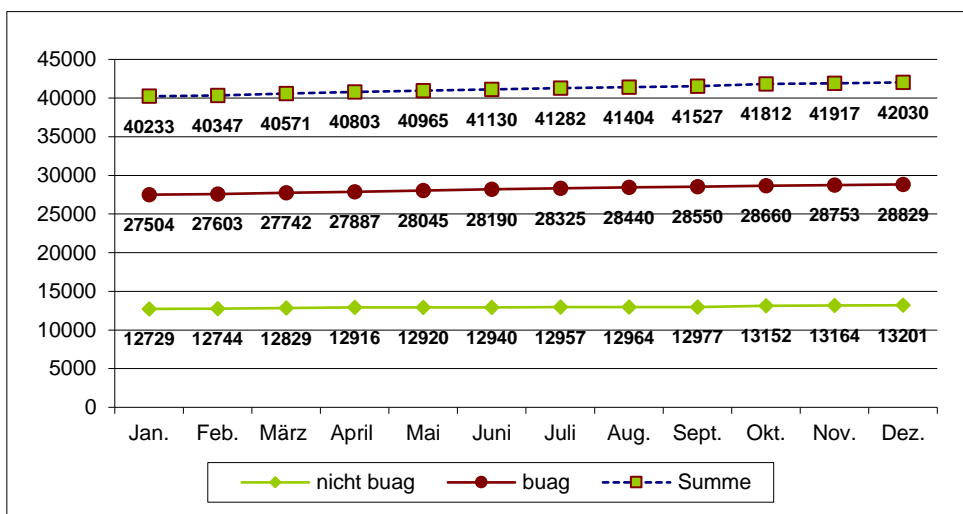 45000
40000
40233 40347 40571 40803 40965 41130 41282 41404 41527 41812 41917 42030
35000
30000
25000
27504 27603 27742 27887 28045 28190 28325 28440 28550 28660 28753 28829
20000
15000
10000
12729 12744 12829 12916 12920 12940 12957 12964 12977 13152 13164 13201
5000
0
Jan. Feb. März April Mai Juni Juli Aug. Sept. Okt. Nov. Dez.
nicht buag buag Summe